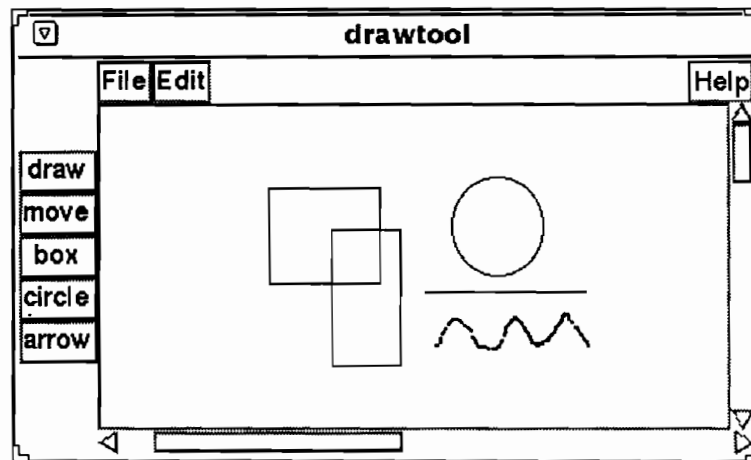 drawtool
File Edit Help
draw
move
box
circle
arrow